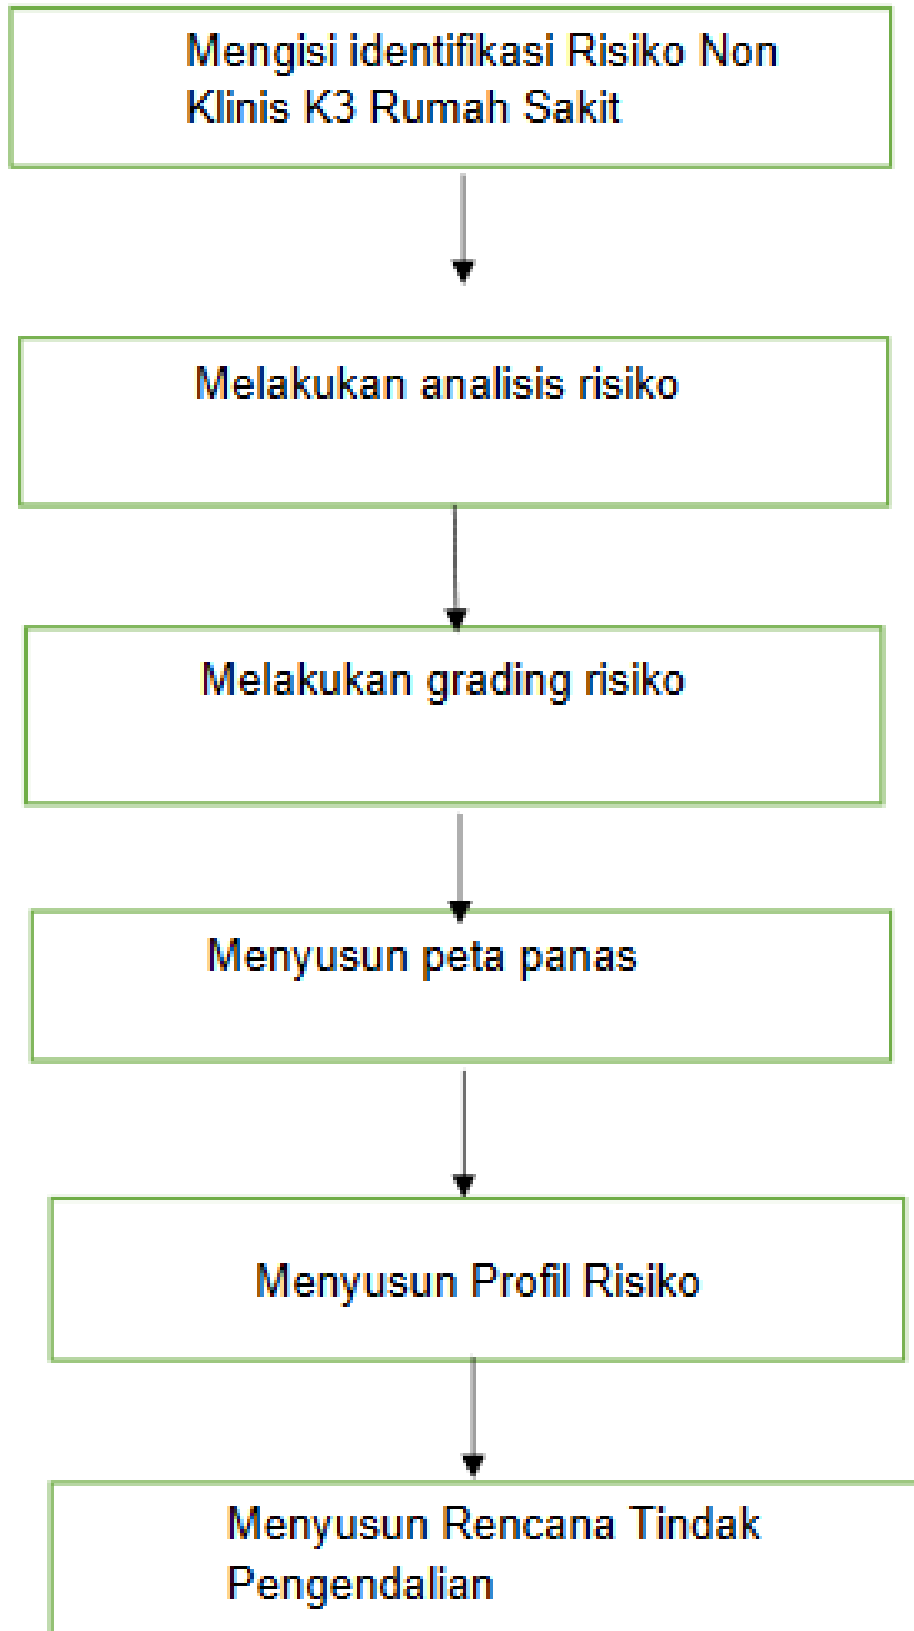 Mengisi identifikasi Risiko Non
Klinis K3 Rumah Sakit
Melakukan analisis risiko
Melakukan grading risiko
Menyusun peta panas
Menyusun Profil Risiko
Menyusun Rencana Tindak
Pengendalian